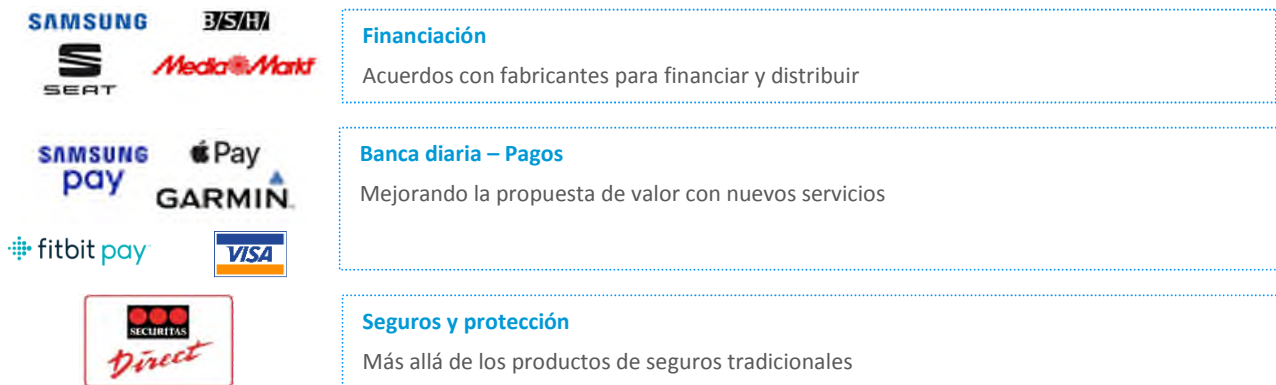 SAMSUNG
B/S/H/
SEAT
Media Markt
Financiación
Acuerdos con fabricantes para financiar y distribuir
SAMSUNG
pay
Pay
GARMIN
Banca diaria – Pagos
Mejorando la propuesta de valor con nuevos servicios
fitbit pay
VISA
SECURITAS
Direct
Seguros y protección
Más allá de los productos de seguros tradicionales